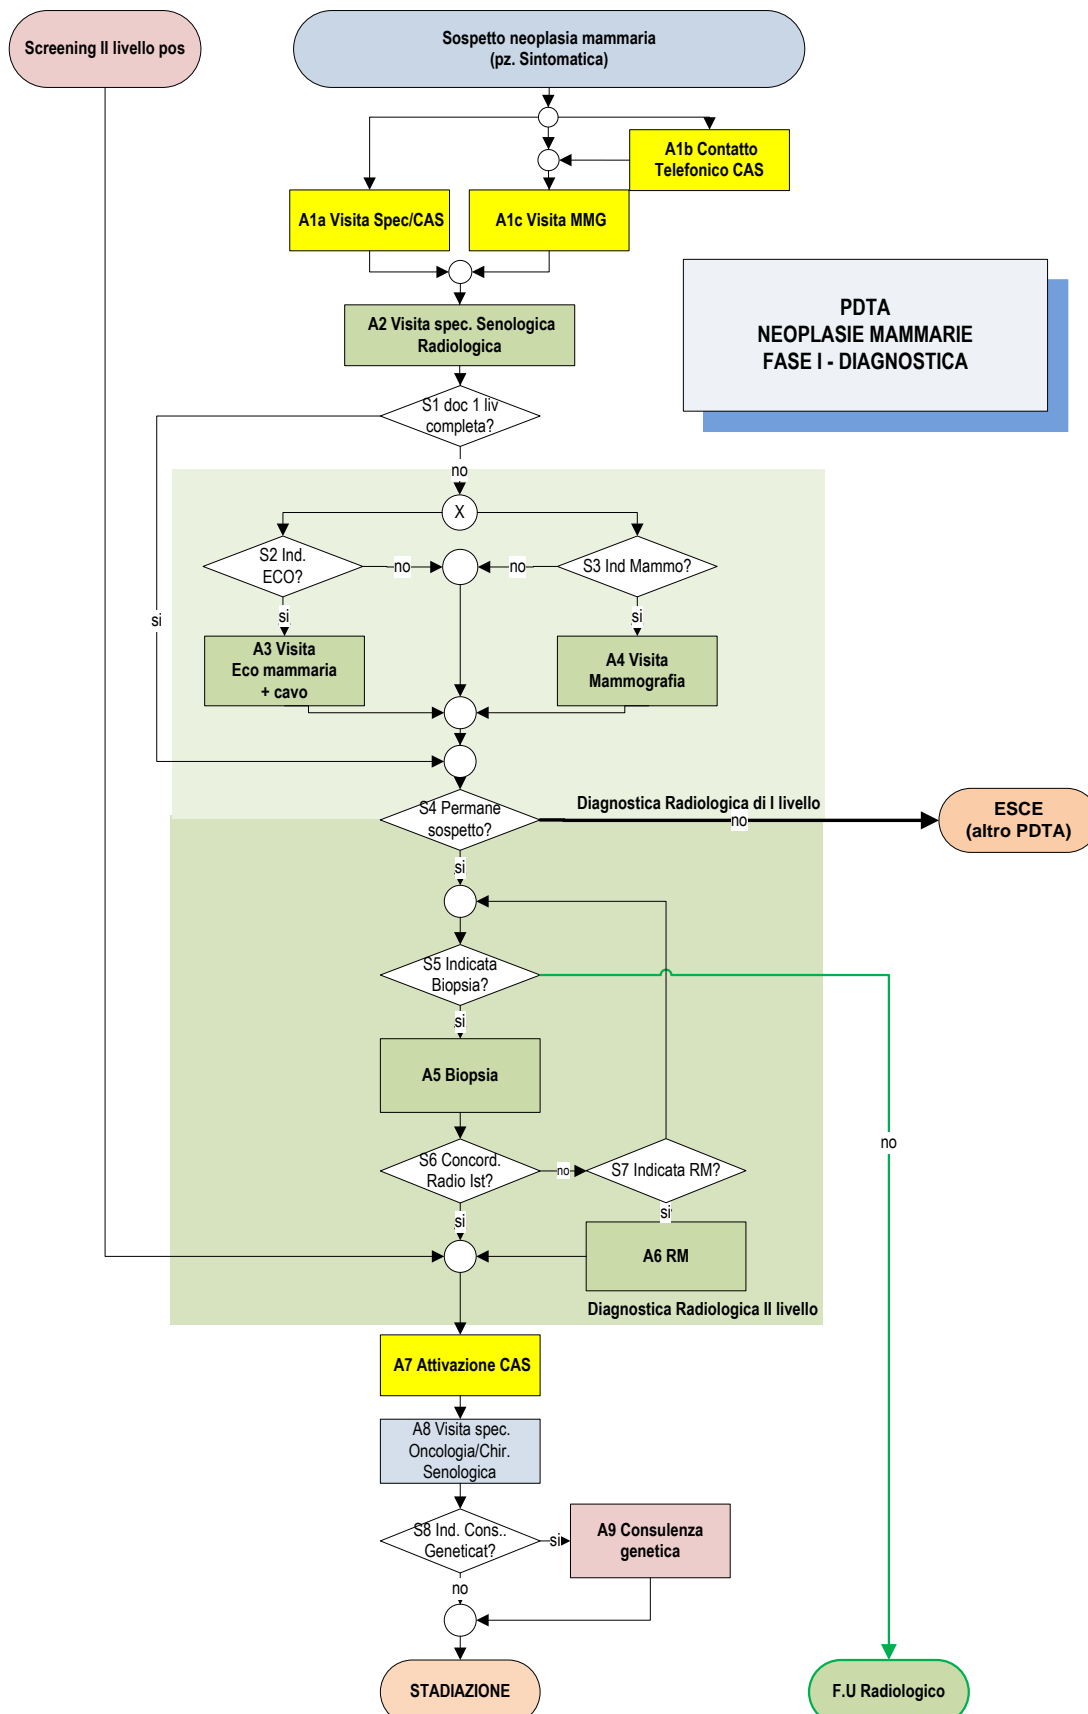 Screening II livello pos
Sospetto neoplasia mammaria
(pz. Sintomatica)
A1b Contatto
Telefonico CAS
A1a Visita Spec/CAS
A1c Visita MMG
PDTA
NEOPLASIE MAMMARIE
FASE I - DIAGNOSTICA
A2 Visita spec. Senologica
Radiologica
S1 doc 1 liv
completa?
no
X
S2 Ind.
ECO?
no
no
S3 Ind Mammo?
si
si
si
A3 Visita
Eco mammaria
+ cavo
A4 Visita
Mammografia
S4 Permane
sospetto?
Diagnostica Radiologica di I livello
no
ESCE
(altro PDTA)
si
S5 Indicata
Biopsia?
si
A5 Biopsia
no
S6 Concord.
Radio Ist?
no
S7 Indicata RM?
si
si
A6 RM
Diagnostica Radiologica II livello
A7 Attivazione CAS
A8 Visita spec.
Oncologia/Chir.
Senologica
S8 Ind. Cons..
Geneticat?
si
A9 Consulenza
genetica
no
STADIAZIONE
F.U Radiologico